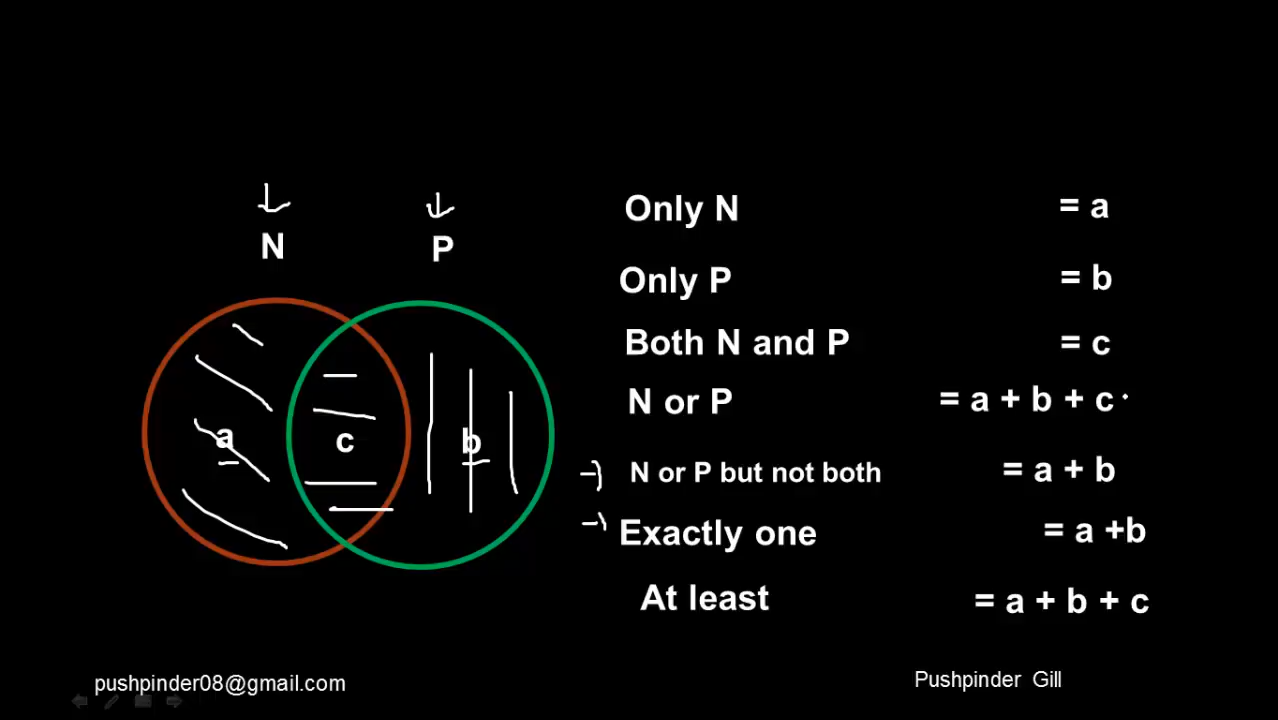 N P
a c b
Only N = a
Only P = b
Both N and P = c
N or P = a + b + c
N or P but not both = a + b
Exactly one = a +b
At least = a + b + c
pushpinder08@gmail.com
Pushpinder Gill